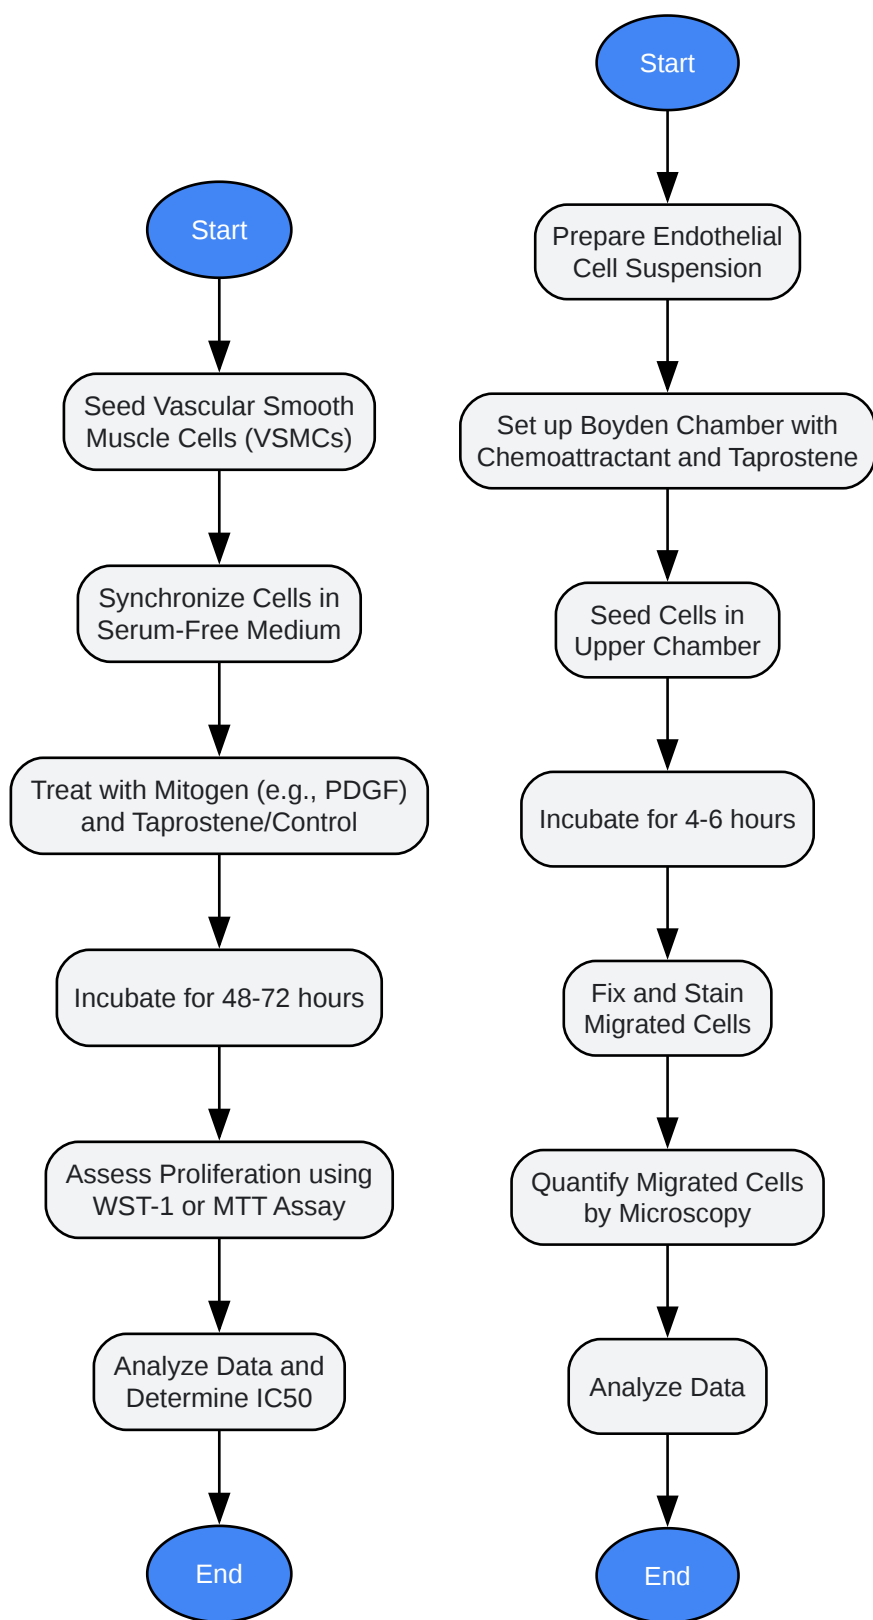 Start
Seed Vascular Smooth
Muscle Cells (VSMCs)
Synchronize Cells in
Serum-Free Medium
Treat with Mitogen (e.g., PDGF)
and Taprostene/Control
Incubate for 48-72 hours
Assess Proliferation using
WST-1 or MTT Assay
Analyze Data and
Determine IC50
End
Start
Prepare Endothelial
Cell Suspension
Set up Boyden Chamber with
Chemoattractant and Taprostene
Seed Cells in
Upper Chamber
Incubate for 4-6 hours
Fix and Stain
Migrated Cells
Quantify Migrated Cells
by Microscopy
Analyze Data
End